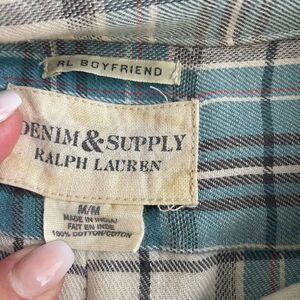 RL BOYFRIEND
DENIM & SUPPLY
RALPH LAUREN
M/M
MADE IN INDIA/
FAIT EN INDE
100% COTTON/COTON